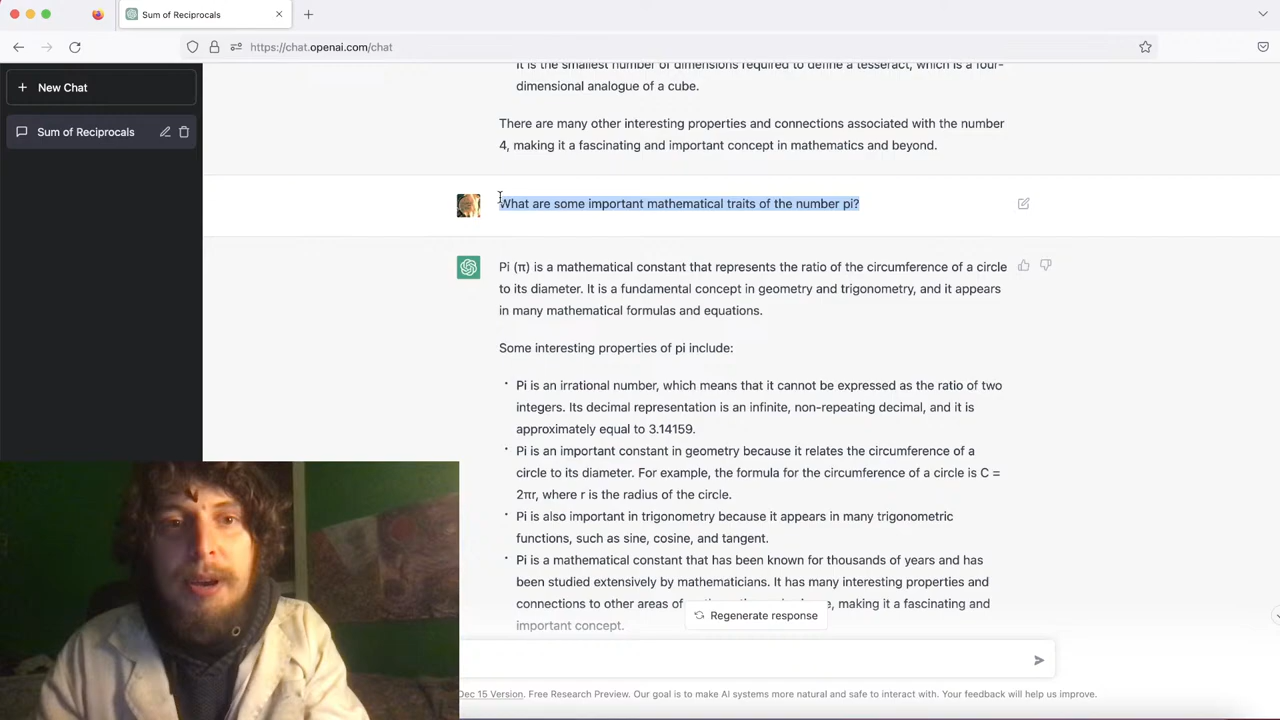 Sum of Reciprocals
https://chat.openai.com/chat
New Chat
Sum of Reciprocals
It is the smallest number of dimensions required to define a tesseract, which is a four-
dimensional analogue of a cube.
There are many other interesting properties and connections associated with the number
4, making it a fascinating and important concept in mathematics and beyond.
What are some important mathematical traits of the number pi?
Pi (π) is a mathematical constant that represents the ratio of the circumference of a circle
to its diameter. It is a fundamental concept in geometry and trigonometry, and it appears
in many mathematical formulas and equations.
Some interesting properties of pi include:
• Pi is an irrational number, which means that it cannot be expressed as the ratio of two
integers. Its decimal representation is an infinite, non-repeating decimal, and it is
approximately equal to 3.14159.
• Pi is an important constant in geometry because it relates the circumference of a
circle to its diameter. For example, the formula for the circumference of a circle is C =
2πr, where r is the radius of the circle.
• Pi is also important in trigonometry because it appears in many trigonometric
functions, such as sine, cosine, and tangent.
• Pi is a mathematical constant that has been known for thousands of years and has
been studied extensively by mathematicians. It has many interesting properties and
connections to other areas of making it a fascinating and
important concept.
Regenerate response
Dec 15 Version. Free Research Preview. Our goal is to make AI systems more natural and safe to interact with. Your feedback will help us improve.